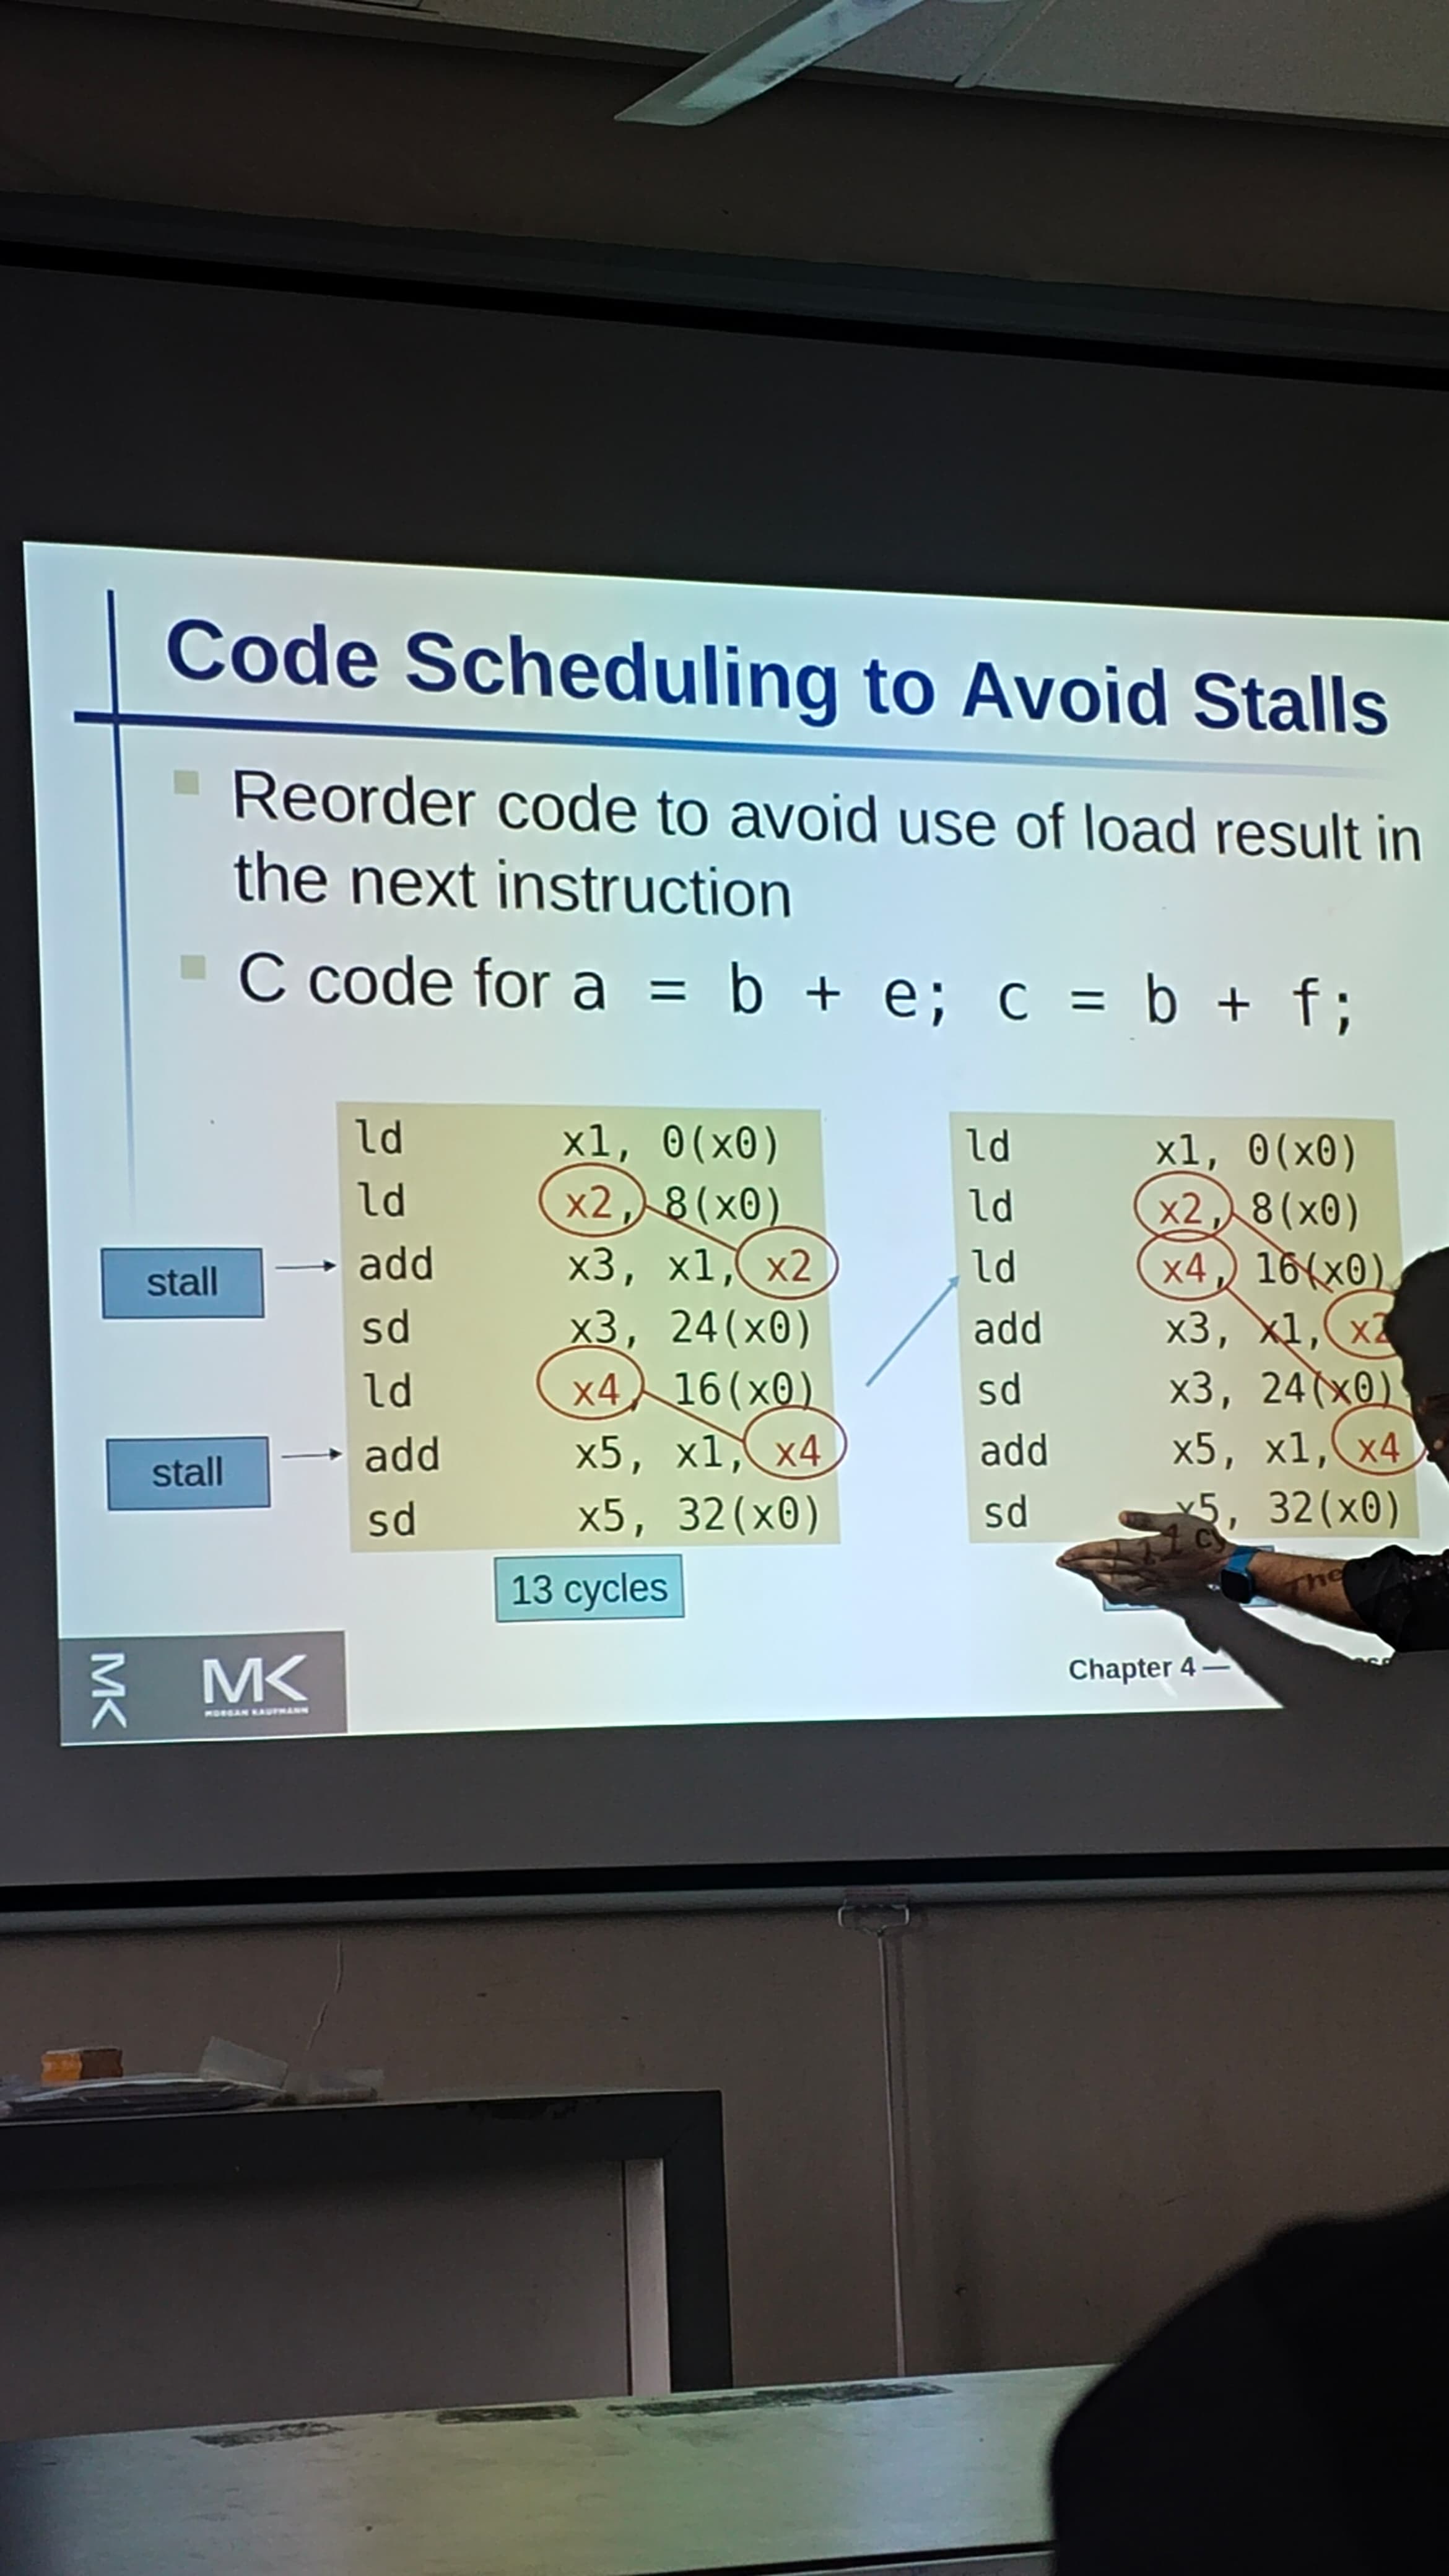 Code Scheduling to Avoid Stalls
Reorder code to avoid use of load result in
the next instruction
C code for a = b + e; c = b + f;
ld x1, 0(x0)
ld x2, 8(x0)
stall add x3, x1, x2
sd x3, 24(x0)
ld x4, 16(x0)
stall add x5, x1, x4
sd x5, 32(x0)
13 cycles
ld x1, 0(x0)
ld x2, 8(x0)
ld x4, 16(x0)
add x3, x1, x2
sd x3, 24(x0)
add x5, x1, x4
sd x5, 32(x0)
MK
MK
MORGAN KAUFMANN
Chapter 4 —
The